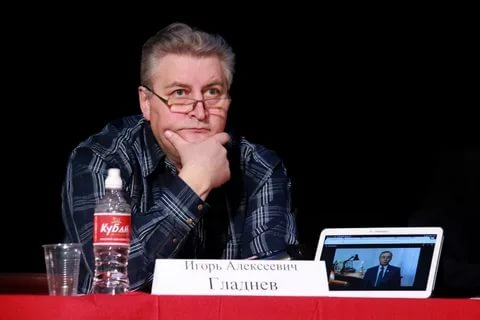 Кубай
Игорь Алексеевич
Гладнев